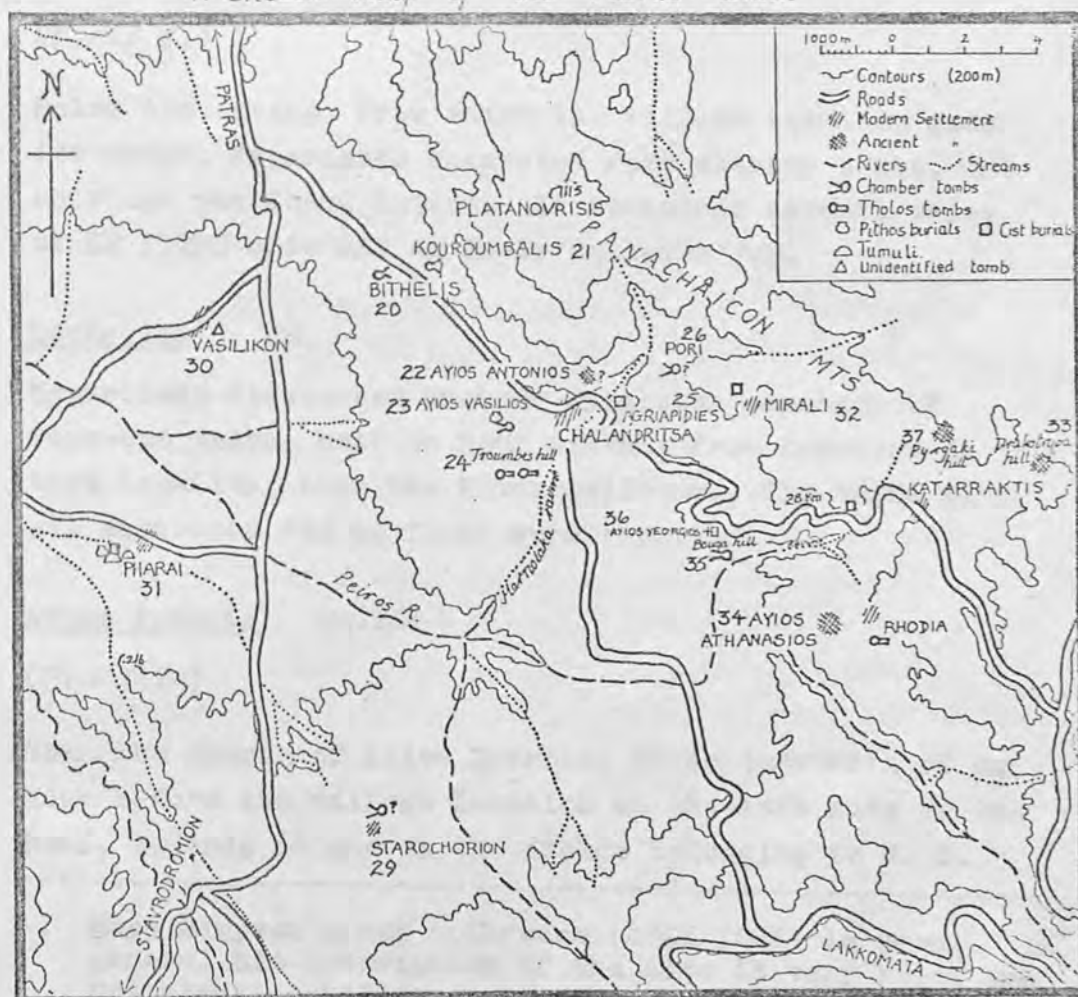 1000 m 0 2 4
Contours (200m)
Roads
Modern Settlement
Ancient "
Rivers Streams
Chamber tombs
Tholos tombs
Pithos burials Cist burials
Tumuli.
Unidentified tomb
N
PATRAS
PLATANOVRISIS
KOUROUMBALIS 21
PANACHAICON MTS
BITHELIS
20
VASILIKON
30
26
PORI
22 AYIOS ANTONIOS ?
23 AYIOS VASILIOS
25
AGRIAPIDIES
MIRALI
32
CHALANDRITSA
24 Troumbes hill
37
Pyrgaki
hill
33
hill
28 Km
KATARRAKTIS
36
AYIOS YEORGIOS
Bouga hill
35
PHARAI
31
Peiros R.
34 AYIOS
ATHANASIOS
RHODIA
STAROCHORION
29
STAVRODROMION
LAKKOMATA